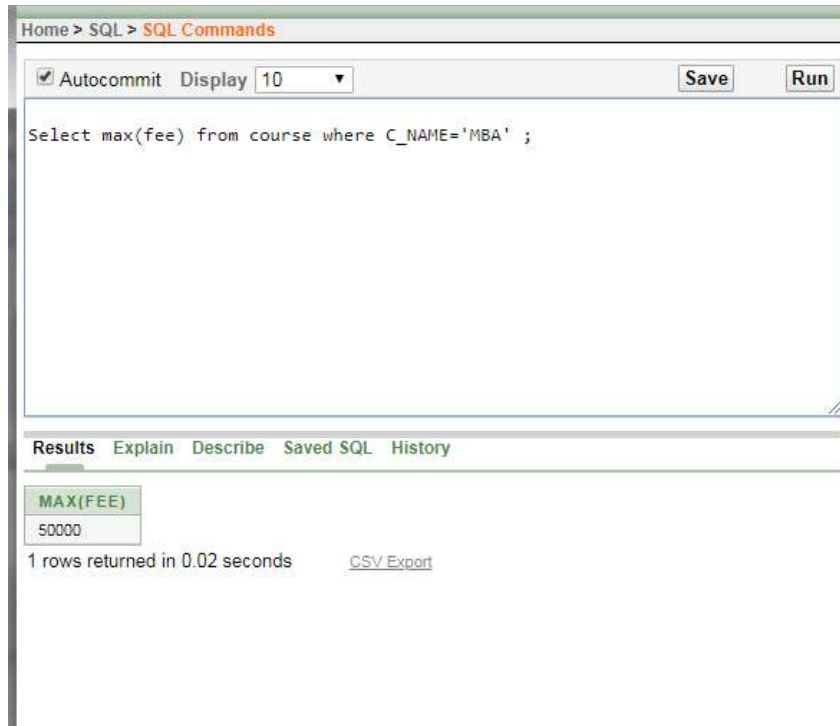 Home > SQL > SQL Commands
Autocommit Display 10 Save Run
Select max(fee) from course where C_NAME='MBA' ;
Results Explain Describe Saved SQL History
MAX(FEE)
50000
1 rows returned in 0.02 seconds CSV Export